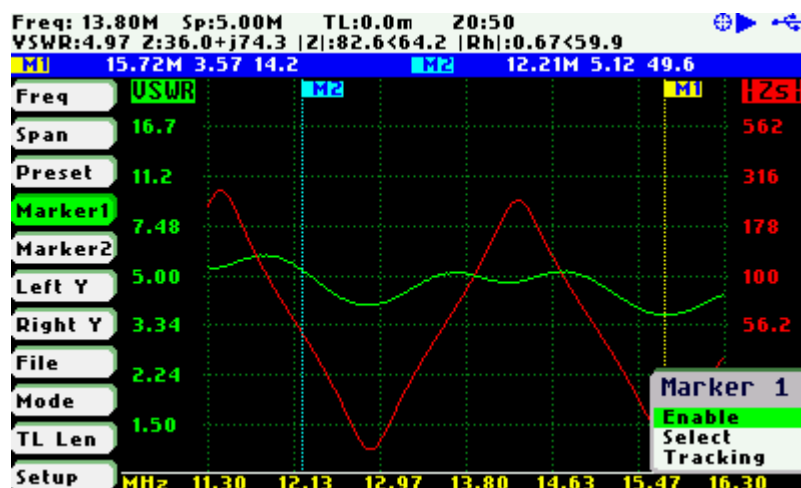 Freq: 13.80M Sp:5.00M TL:0.0m Z0:50
VSWR:4.97 Z:36.0+j74.3 |Z|:82.6<64.2 |Rh|:0.67<59.9
M1 15.72M 3.57 14.2 M2 12.21M 5.12 49.6
Freq
Span
Preset
Marker1
Marker2
Left Y
Right Y
File
Mode
TL Len
Setup
VSWR M2 M1 |Zs|
16.7 562
11.2 316
7.48 178
5.00 100
3.34 56.2
2.24
1.50
Marker 1
Enable
Select
Tracking
MHz 11.30 12.13 12.97 13.80 14.63 15.47 16.30